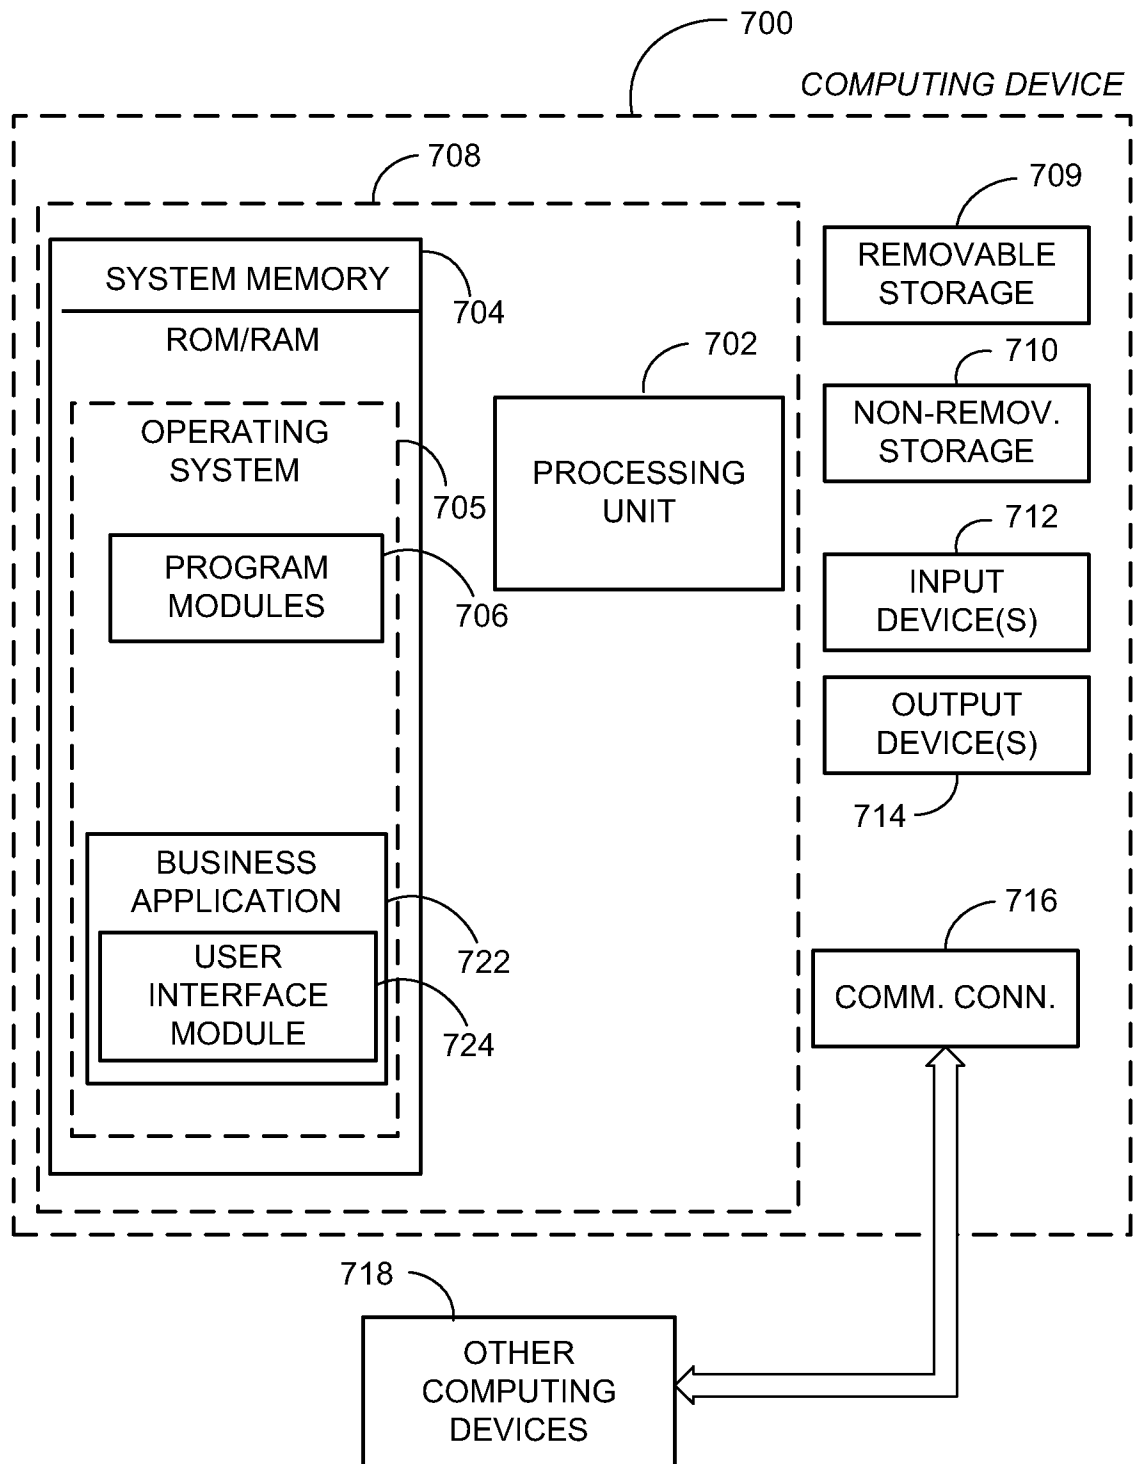 700
COMPUTING DEVICE
708
709
REMOVABLE
STORAGE
SYSTEM MEMORY
704
ROM/RAM
702
710
NON-REMOV.
STORAGE
OPERATING
SYSTEM
705
PROCESSING
UNIT
712
INPUT
DEVICE(S)
PROGRAM
MODULES
706
OUTPUT
DEVICE(S)
714
BUSINESS
APPLICATION
722
USER
INTERFACE
MODULE
724
716
COMM. CONN.
718
OTHER
COMPUTING
DEVICES